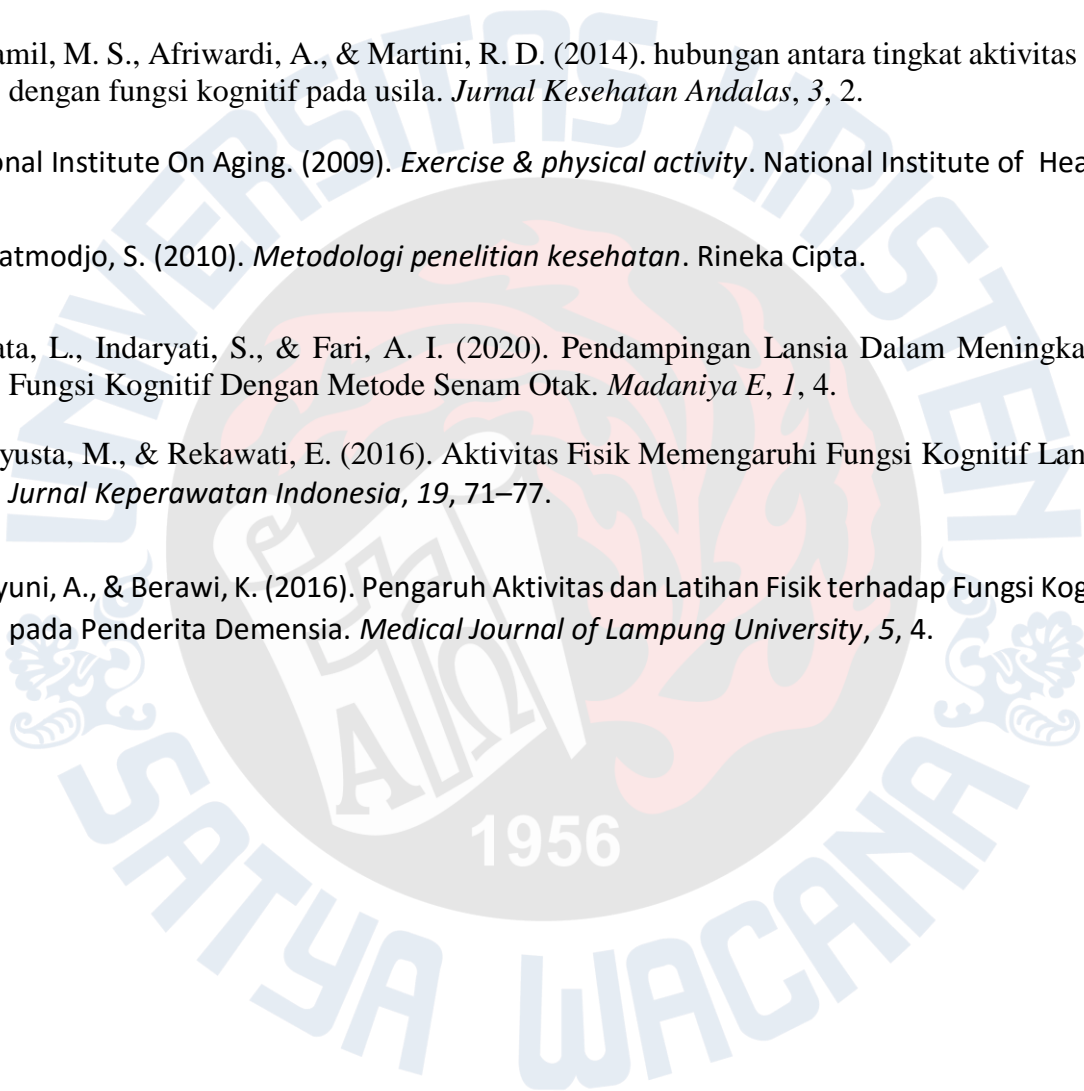 amil, M. S., Afriwardi, A., & Martini, R. D. (2014). hubungan antara tingkat aktivitas
dengan fungsi kognitif pada usila. Jurnal Kesehatan Andalas, 3, 2.
onal Institute On Aging. (2009). Exercise & physical activity. National Institute of Hea
atmodjo, S. (2010). Metodologi penelitian kesehatan. Rineka Cipta.
ata, L., Indaryati, S., & Fari, A. I. (2020). Pendampingan Lansia Dalam Meningka
Fungsi Kognitif Dengan Metode Senam Otak. Madaniya E, 1, 4.
yusta, M., & Rekawati, E. (2016). Aktivitas Fisik Memengaruhi Fungsi Kognitif Lan
Jurnal Keperawatan Indonesia, 19, 71–77.
yuni, A., & Berawi, K. (2016). Pengaruh Aktivitas dan Latihan Fisik terhadap Fungsi Kog
pada Penderita Demensia. Medical Journal of Lampung University, 5, 4.
UNIVERSITAS KRISTEN
ΑΩ
1956
SATYA WACANA